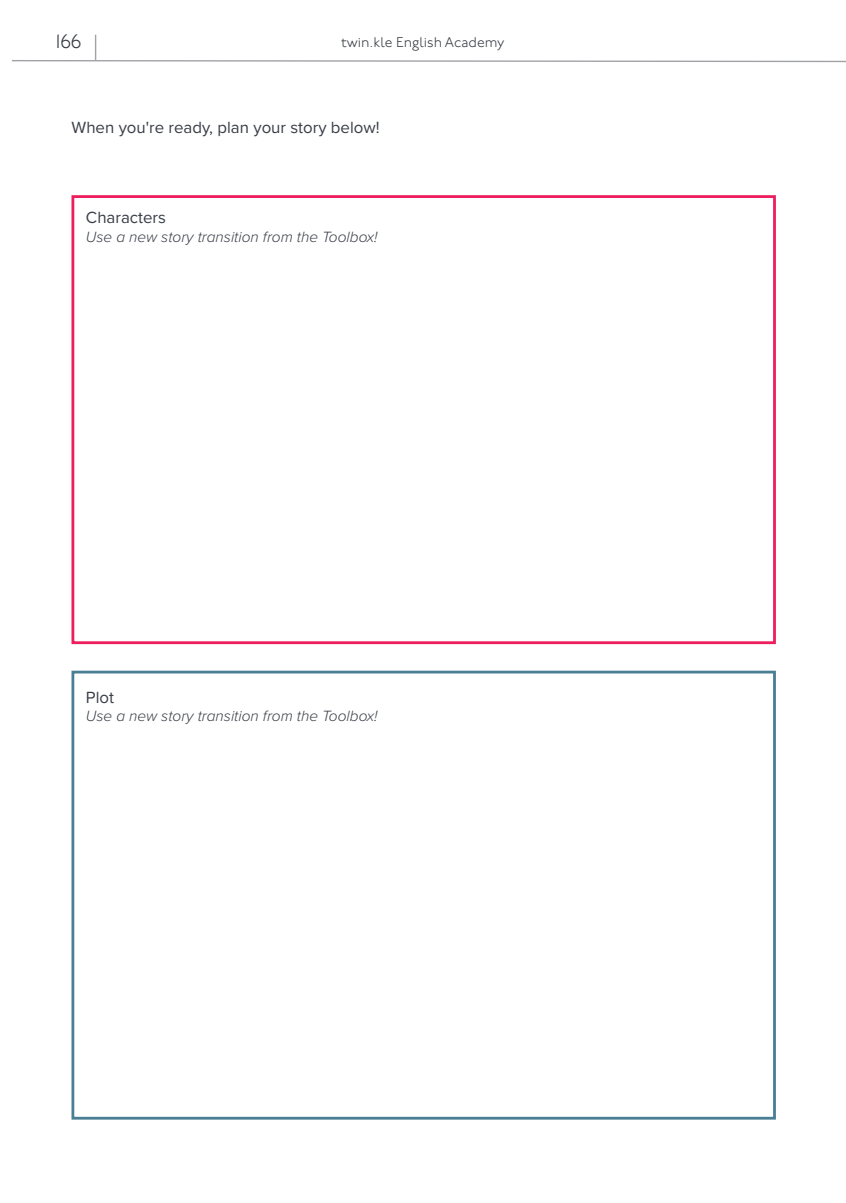 166
twin.kle English Academy
When you're ready, plan your story below!
Characters
Use a new story transition from the Toolbox!
Plot
Use a new story transition from the Toolbox!